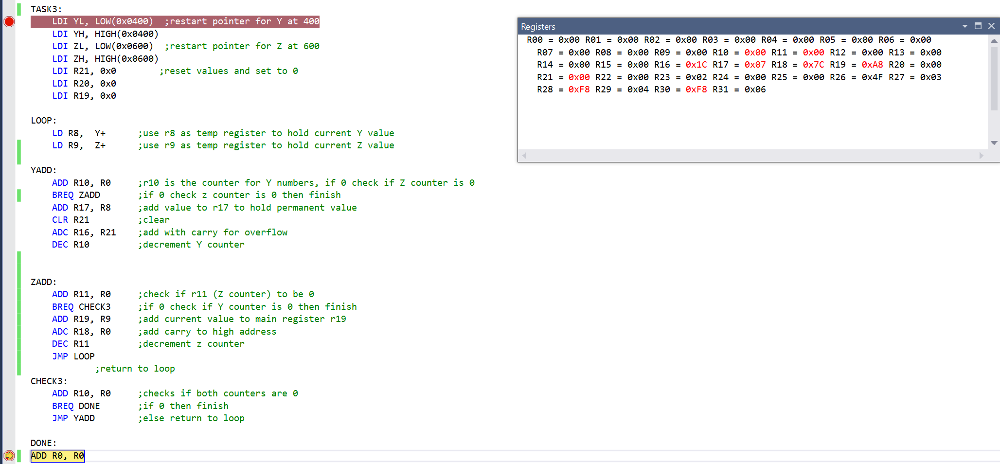 TASK3:
LDI YL, LOW(0x0400) ;restart pointer for Y at 400
LDI YH, HIGH(0x0400)
LDI ZL, LOW(0x0600) ;restart pointer for Z at 600
LDI ZH, HIGH(0x0600)
LDI R21, 0x0 ;reset values and set to 0
LDI R20, 0x0
LDI R19, 0x0
LOOP:
LD R8, Y+ ;use r8 as temp register to hold current Y value
LD R9, Z+ ;use r9 as temp register to hold current Z value
YADD:
ADD R10, R0 ;r10 is the counter for Y numbers, if 0 check if Z counter is 0
BREQ ZADD ;if 0 check z counter is 0 then finish
ADD R17, R8 ;add value to r17 to hold permanent value
CLR R21 ;clear
ADC R16, R21 ;add with carry for overflow
DEC R10 ;decrement Y counter
ZADD:
ADD R11, R0 ;check if r11 (Z counter) to be 0
BREQ CHECK3 ;if 0 check if Y counter is 0 then finish
ADD R19, R9 ;add current value to main register r19
ADC R18, R0 ;add carry to high address
DEC R11 ;decrement z counter
JMP LOOP
;return to loop
CHECK3:
ADD R10, R0 ;checks if both counters are 0
BREQ DONE ;if 0 then finish
JMP YADD ;else return to loop
DONE:
ADD R0, R0
Registers
R00 = 0x00 R01 = 0x00 R02 = 0x00 R03 = 0x00 R04 = 0x00 R05 = 0x00 R06 = 0x00
R07 = 0x00 R08 = 0x00 R09 = 0x00 R10 = 0x00 R11 = 0x00 R12 = 0x00 R13 = 0x00
R14 = 0x00 R15 = 0x00 R16 = 0x1C R17 = 0x07 R18 = 0x7C R19 = 0xA8 R20 = 0x00
R21 = 0x00 R22 = 0x00 R23 = 0x02 R24 = 0x00 R25 = 0x00 R26 = 0x4F R27 = 0x03
R28 = 0xF8 R29 = 0x04 R30 = 0xF8 R31 = 0x06